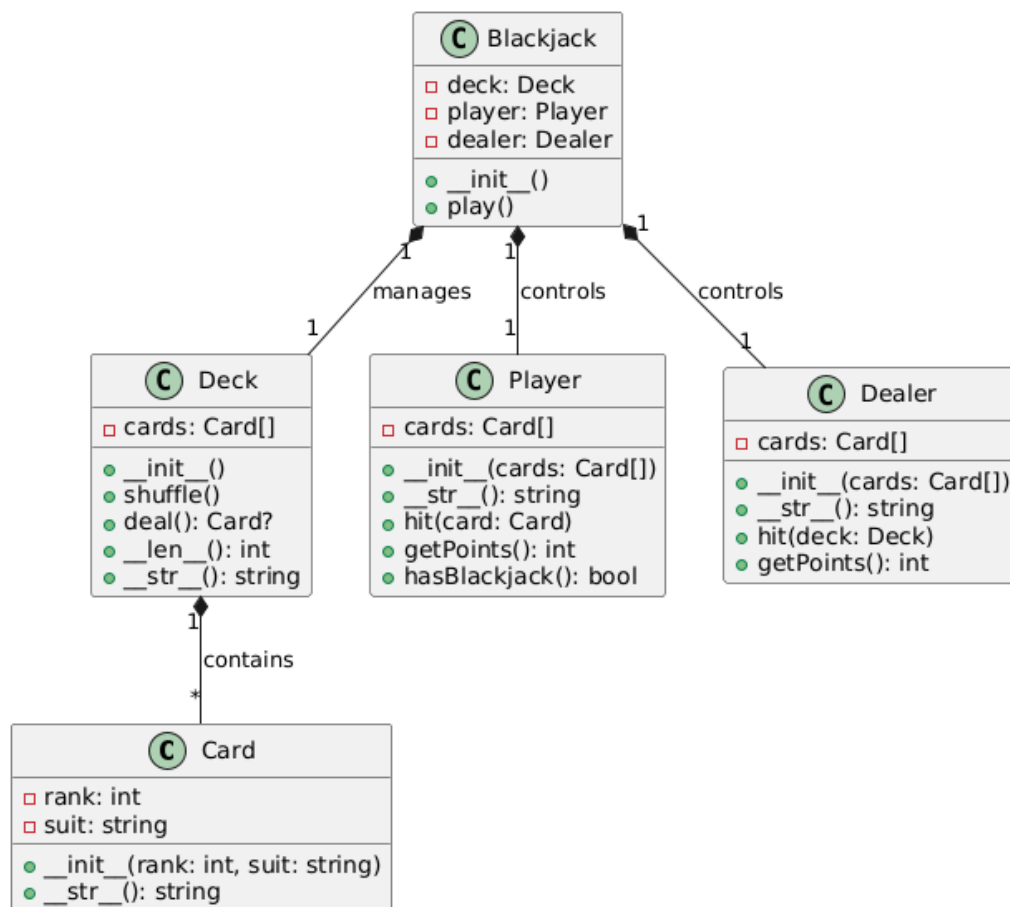 C Blackjack
deck: Deck
player: Player
dealer: Dealer
__init__()
play()
1
1
1
manages
controls
controls
1
1
1
C Deck
cards: Card[]
__init__()
shuffle()
deal(): Card?
__len__(): int
__str__(): string
C Player
cards: Card[]
__init__(cards: Card[])
__str__(): string
hit(card: Card)
getPoints(): int
hasBlackjack(): bool
C Dealer
cards: Card[]
__init__(cards: Card[])
__str__(): string
hit(deck: Deck)
getPoints(): int
1
contains
*
C Card
rank: int
suit: string
__init__(rank: int, suit: string)
__str__(): string